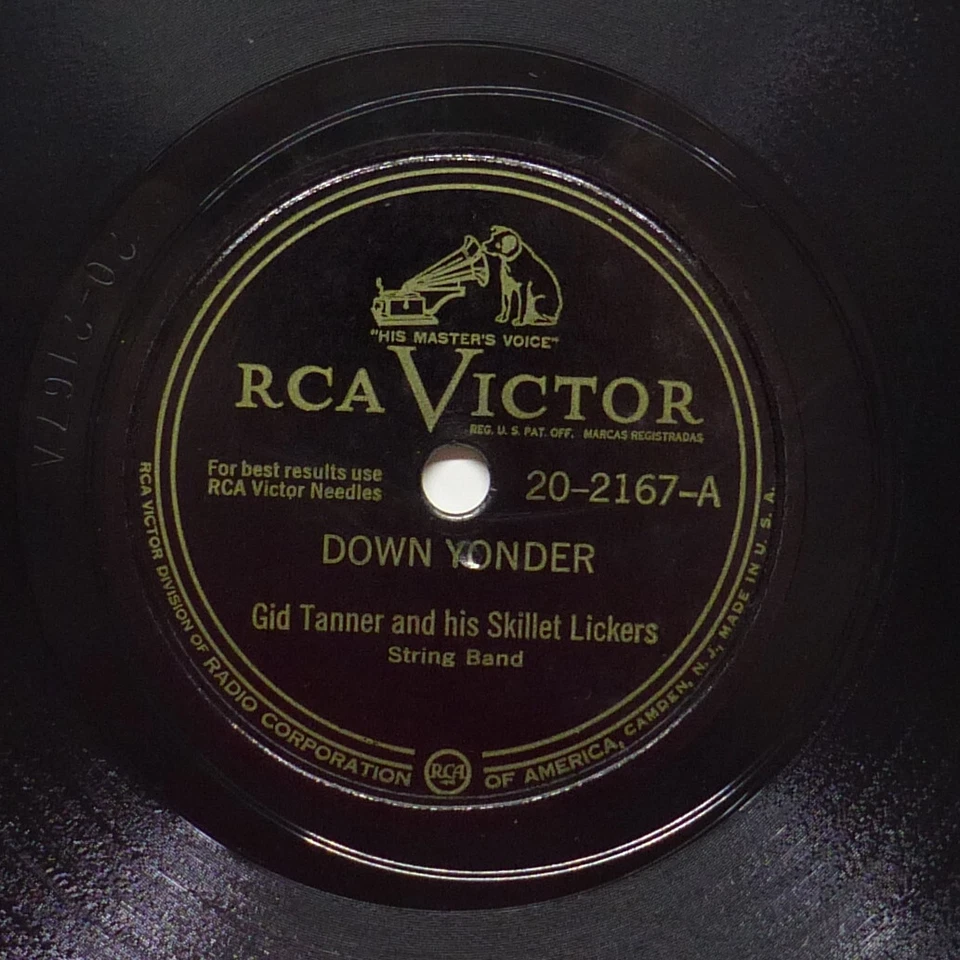 "HIS MASTER'S VOICE"
RCA VICTOR
REG. U. S. PAT. OFF. MARCAS REGISTRADAS
For best results use
RCA Victor Needles
20-2167-A
DOWN YONDER
Gid Tanner and his Skillet Lickers
String Band
RCA VICTOR DIVISION OF RADIO CORPORATION RCA OF AMERICA, CAMDEN, N. J., MADE IN U. S. A.
20-2167A